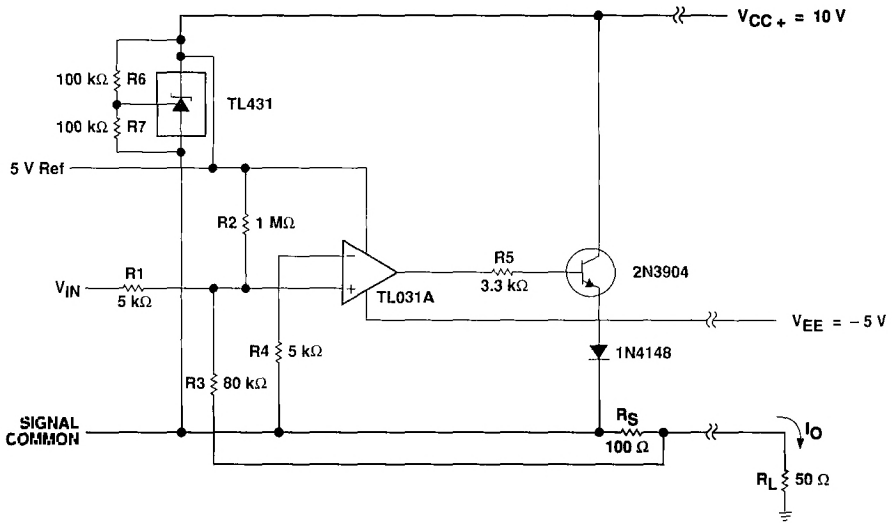 V_CC + = 10 V
100 kΩ R6
TL431
100 kΩ R7
5 V Ref
R2 1 MΩ
R5
2N3904
R1
V_IN
TL031A
5 kΩ
3.3 kΩ
V_EE = –5 V
R4 5 kΩ
1N4148
R3 80 kΩ
SIGNAL
COMMON
R_S
I_O
100 Ω
R_L 50 Ω